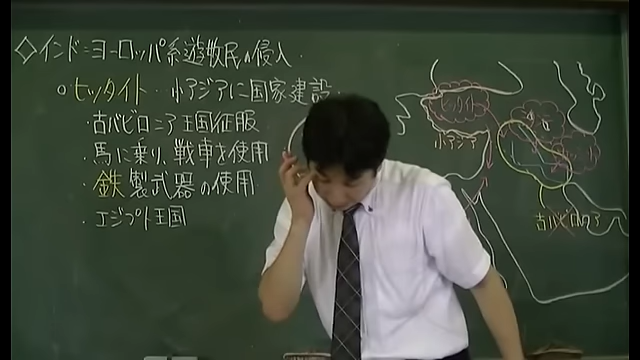 ◇インド=ヨーロッパ系遊牧民の侵入
○ヒッタイト…小アジアに国家建設
・古バビロニア王国征服
・馬に乗り、戦車を使用
・鉄製武器の使用
・エジプト王国
ヒッタイト
小アジア
古バビロニア